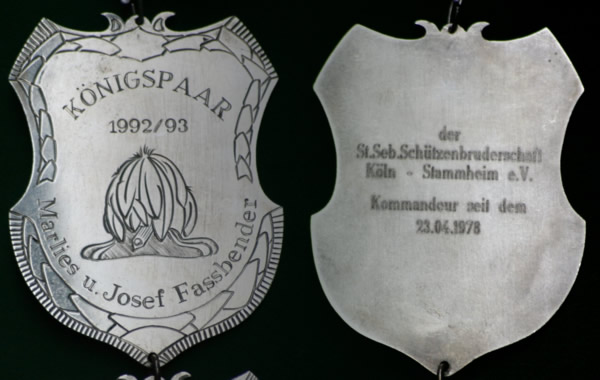 KÖNIGSPAAR
1992/93
Marlies u. Josef Fassbender
der
St.Seb.Schützenbruderschaft
Köln - Stammheim e.V.
Kommandeur seit dem
23.04.1978